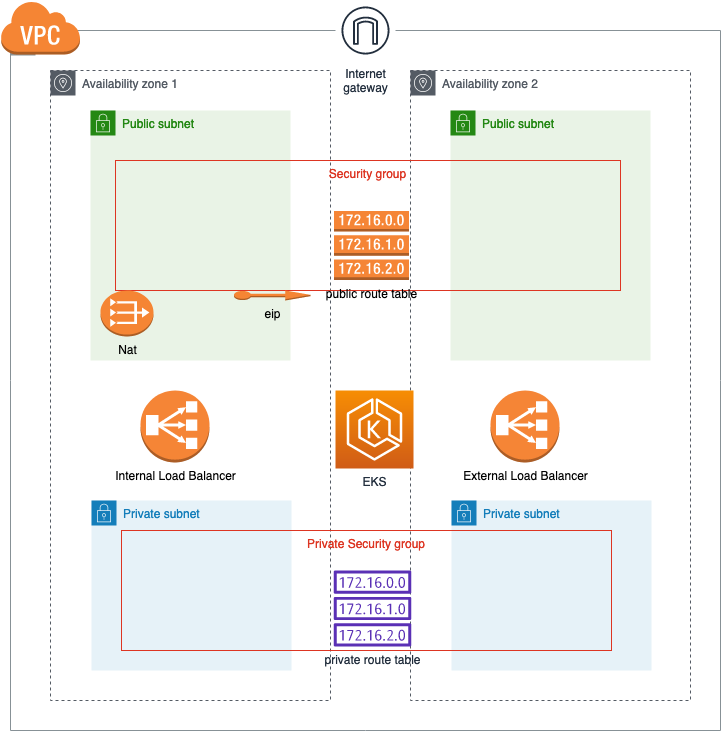 VPC
Internet
gateway
Availability zone 1
Availability zone 2
Public subnet
Public subnet
Security group
172.16.0.0
172.16.1.0
172.16.2.0
public route table
eip
Nat
Internal Load Balancer
EKS
External Load Balancer
Private subnet
Private subnet
Private Security group
172.16.0.0
172.16.1.0
172.16.2.0
private route table